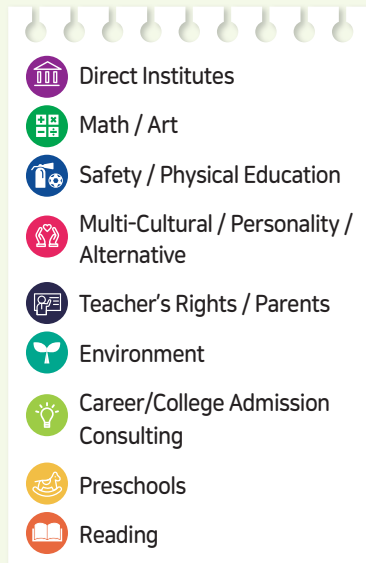 Direct Institutes
Math / Art
Safety / Physical Education
Multi-Cultural / Personality /
Alternative
Teacher's Rights / Parents
Environment
Career/College Admission
Consulting
Preschools
Reading